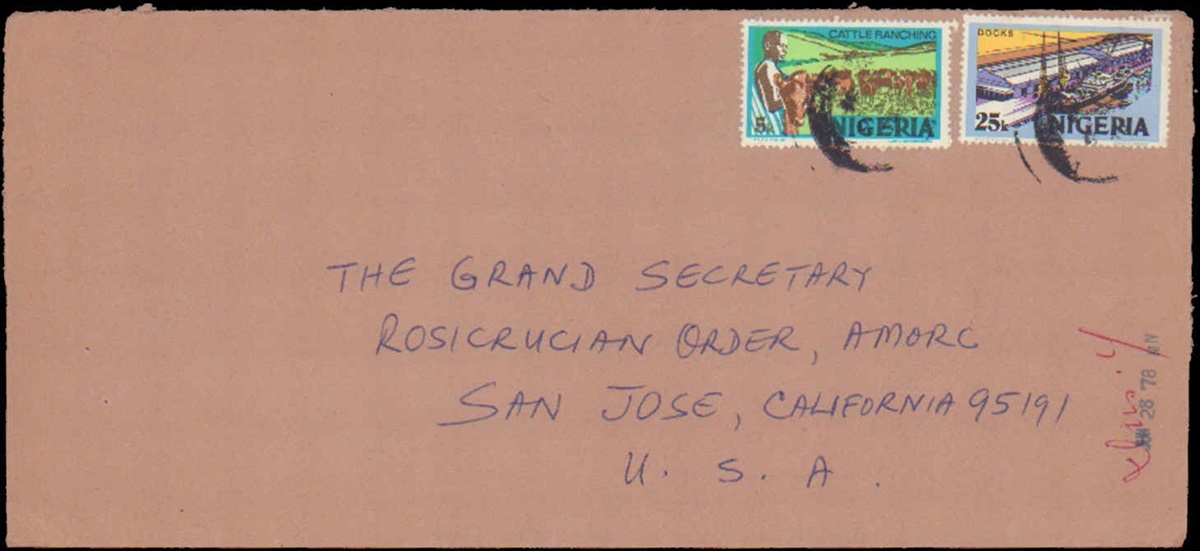 CATTLE RANCHING
5k NIGERIA
DOCKS
25k NIGERIA
THE GRAND SECRETARY
ROSICRUCIAN ORDER, AMORC
SAN JOSE, CALIFORNIA 95191
U. S. A.
28 '78